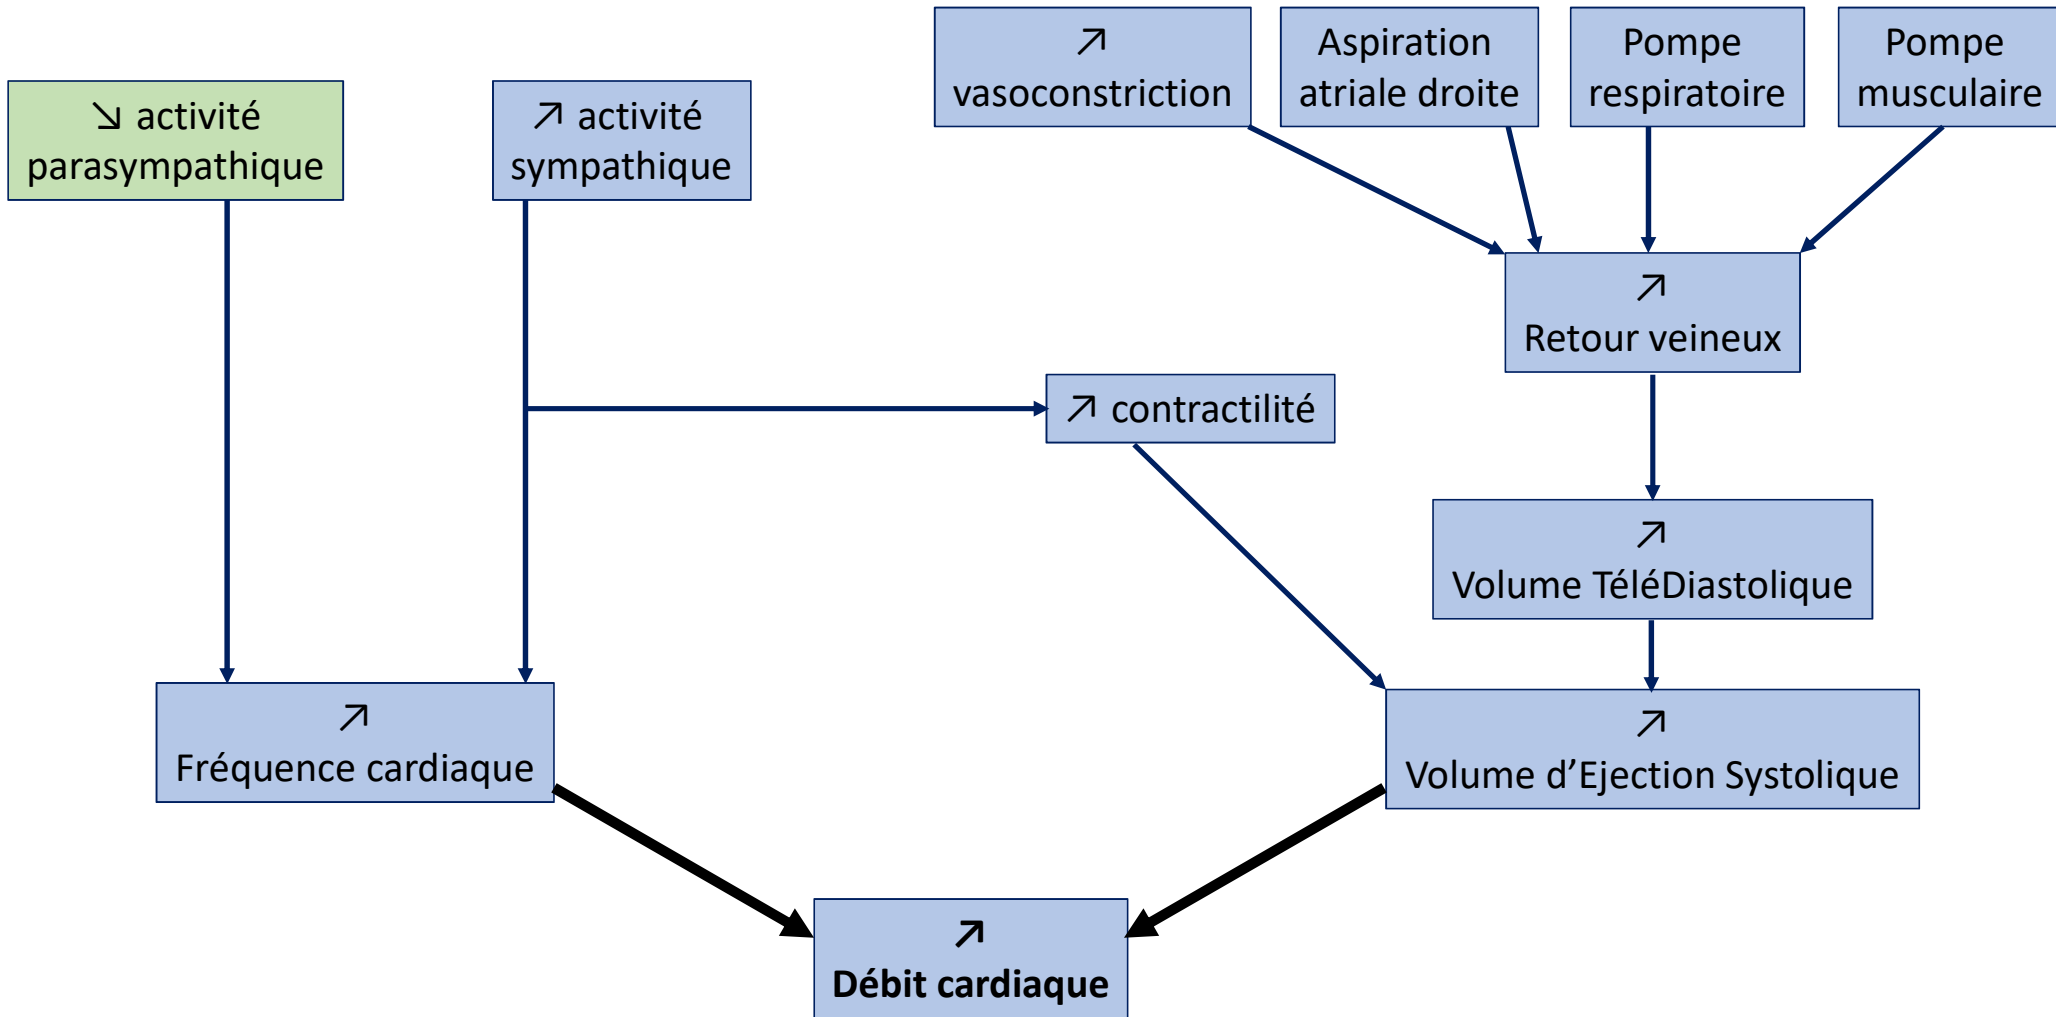 ↗
vasoconstriction
Aspiration
atriale droite
Pompe
respiratoire
Pompe
musculaire
↘ activité
parasympathique
↗ activité
sympathique
↗
Retour veineux
↗ contractilité
↗
Volume TéléDiastolique
↗
Fréquence cardiaque
↗
Volume d’Ejection Systolique
↗
Débit cardiaque